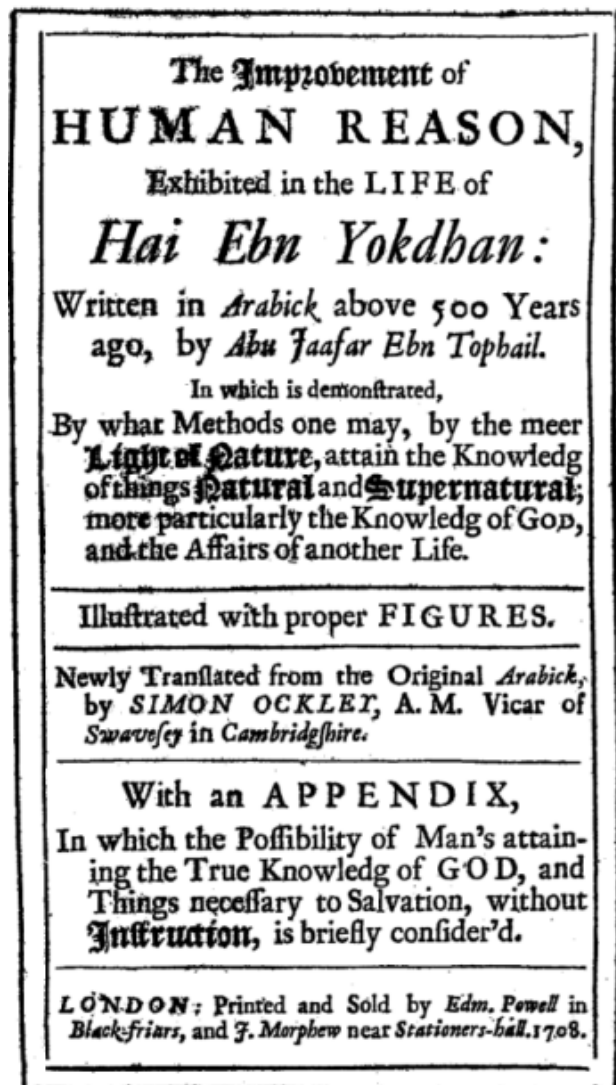 The Improvement of
HUMAN REASON,
Exhibited in the LIFE of
Hai Ebn Yokdhan:
Written in Arabick above 500 Years
ago, by Abu Jaafar Ebn Tophail.
In which is demonſtrated,
By what Methods one may, by the meer
Light of Nature, attain the Knowledg
of things Natural and Supernatural;
more particularly the Knowledg of GOD,
and the Affairs of another Life.
Illuſtrated with proper FIGURES.
Newly Tranſlated from the Original Arabick,
by SIMON OCKLEY, A. M. Vicar of
Swaveſey in Cambridgſhire.
With an APPENDIX,
In which the Poſſibility of Man's attain-
ing the True Knowledg of GOD, and
Things neceſſary to Salvation, without
Inſtruction, is briefly conſider'd.
LONDON: Printed and Sold by Edm. Powell in
Black-friars, and J. Morphew near Stationers-hall. 1708.